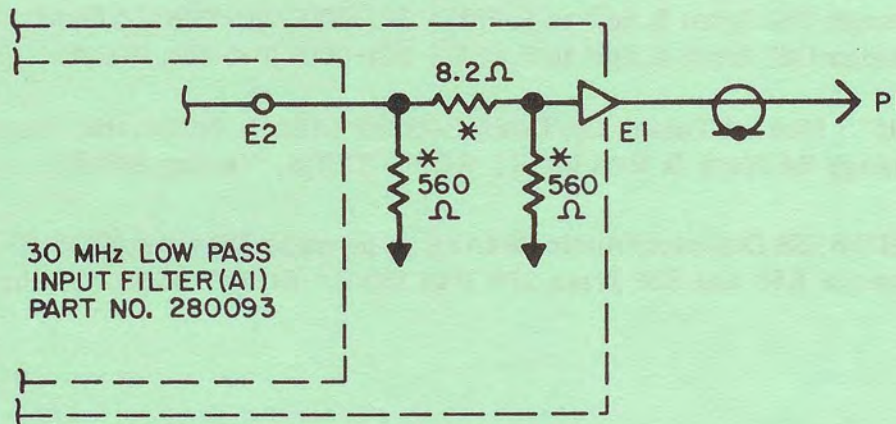 8.2 Ω
*
E2
E1
P
*
560
Ω
*
560
Ω
30 MHz LOW PASS
INPUT FILTER (A1)
PART NO. 280093